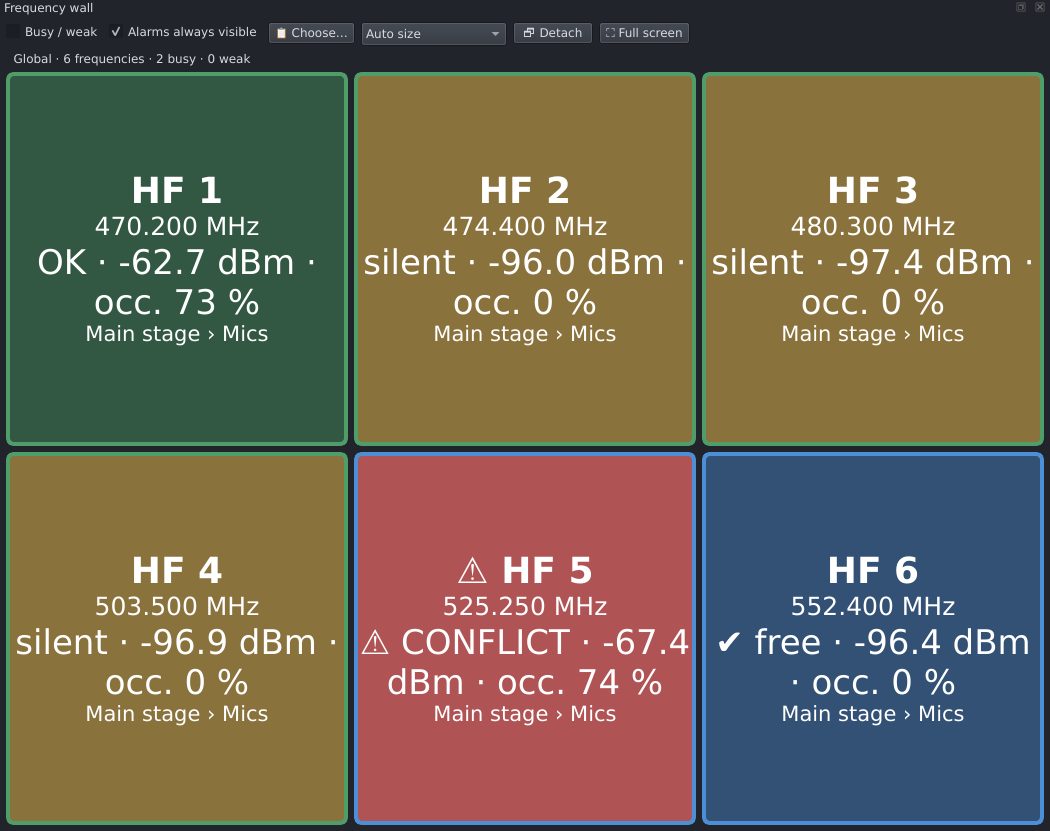 Frequency wall
Busy / weak
Alarms always visible
Choose...
Auto size
Detach
Full screen
Global · 6 frequencies · 2 busy · 0 weak
HF 1
470.200 MHz
OK · -62.7 dBm ·
occ. 73 %
Main stage › Mics
HF 2
474.400 MHz
silent · -96.0 dBm ·
occ. 0 %
Main stage › Mics
HF 3
480.300 MHz
silent · -97.4 dBm ·
occ. 0 %
Main stage › Mics
HF 4
503.500 MHz
silent · -96.9 dBm ·
occ. 0 %
Main stage › Mics
⚠ HF 5
525.250 MHz
⚠ CONFLICT · -67.4
dBm · occ. 74 %
Main stage › Mics
HF 6
552.400 MHz
✔ free · -96.4 dBm
· occ. 0 %
Main stage › Mics